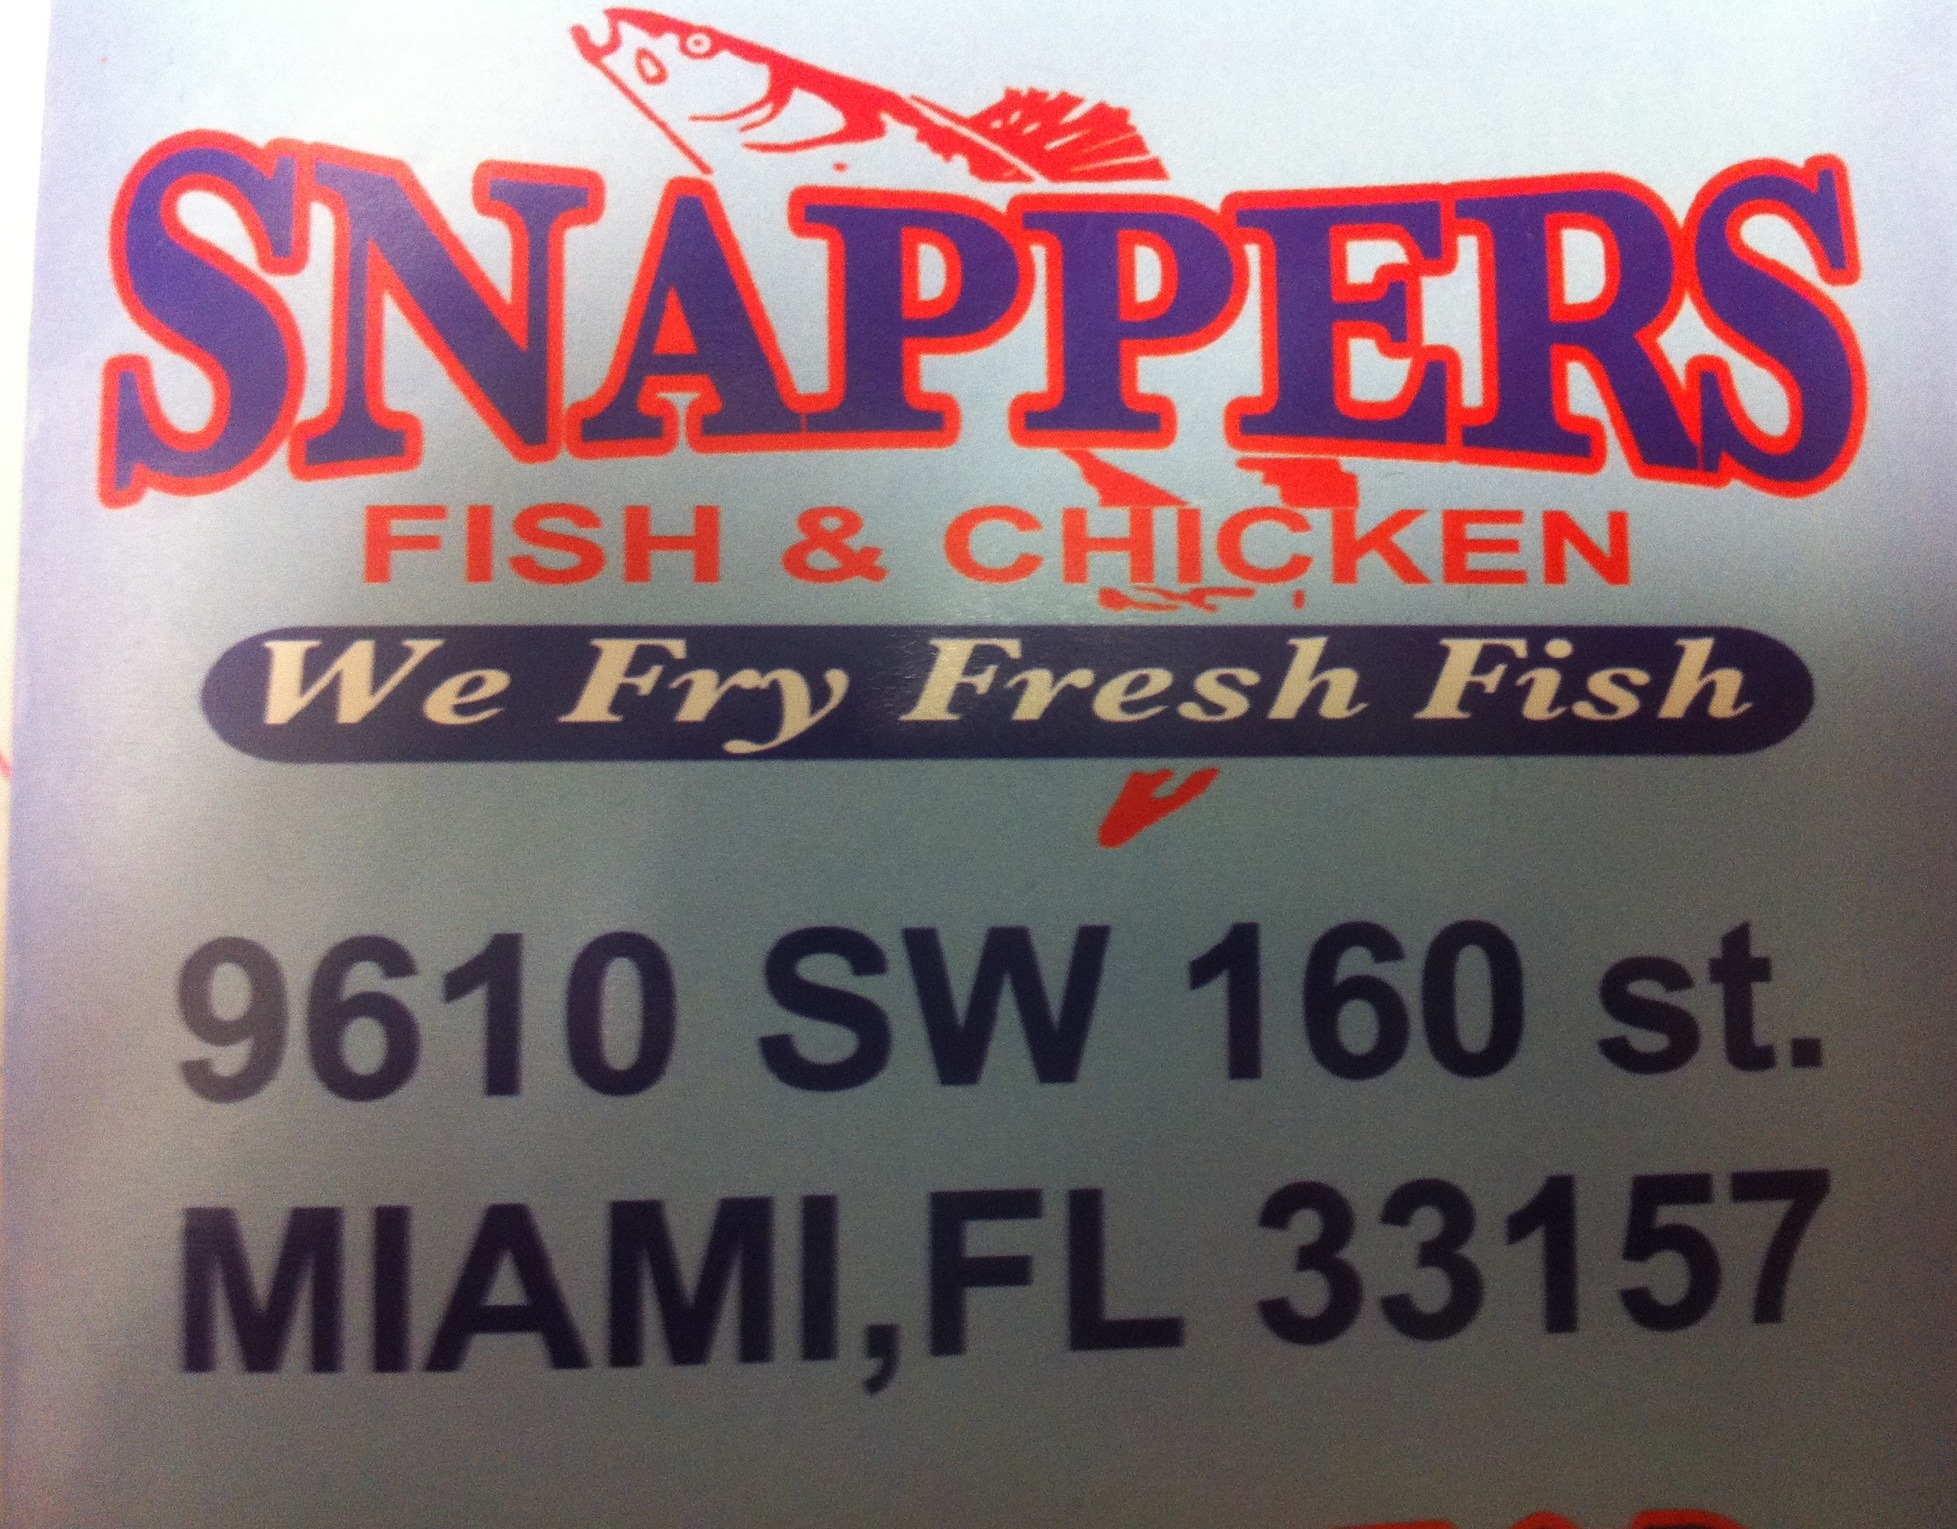 SNAPPERS
FISH & CHICKEN
We Fry Fresh Fish
9610 SW 160 st.
MIAMI,FL 33157